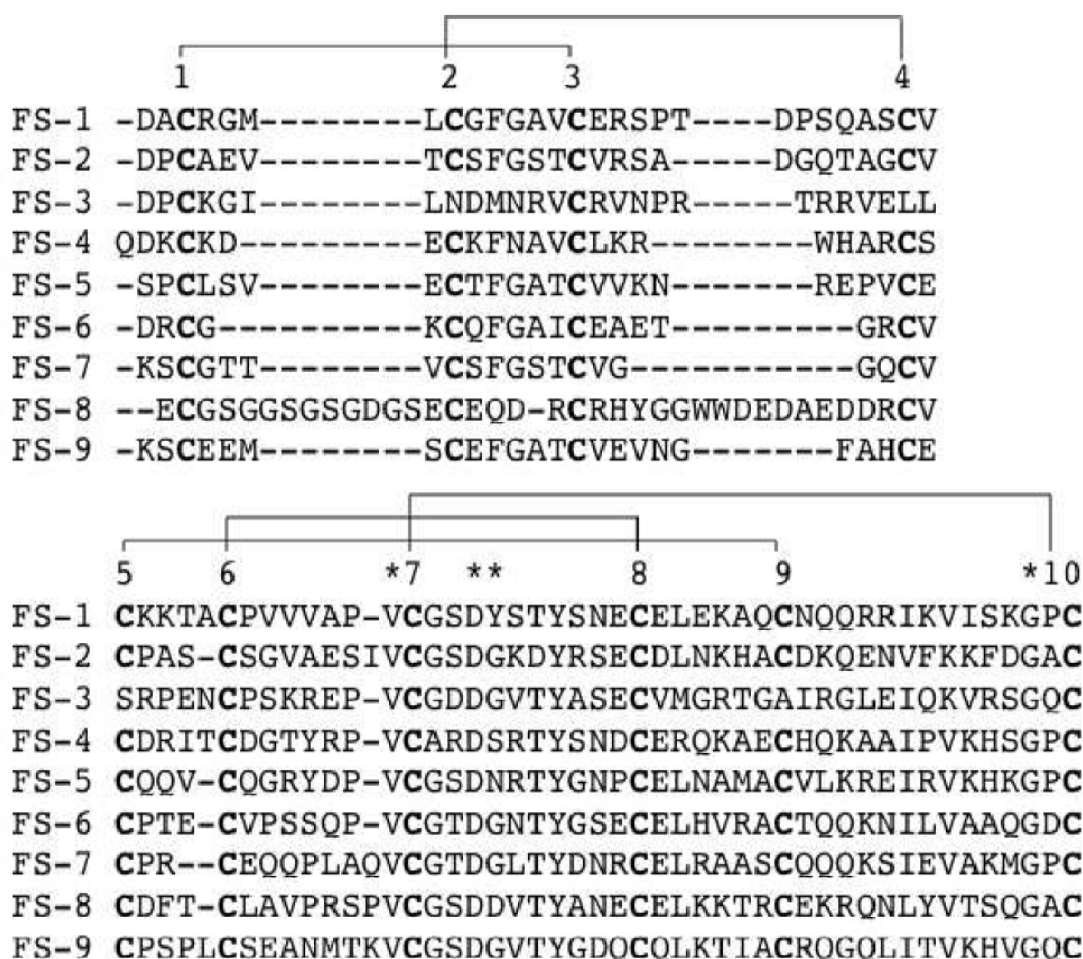 1 2 3 4
FS-1 -DACRGM--------LCGFGAVCERSPT----DPSQASCV
FS-2 -DPCAEV--------TCSFGSTCVRSA-----DGQTAGCV
FS-3 -DPCKGI--------LNDMNRVCRVNPR-----TRRVELL
FS-4 QDKCKD---------ECKFNAVCLKR--------WHARCS
FS-5 -SPCLSV--------ECTFGATCVVKN-------REPVCE
FS-6 -DRCG----------KCQFGAICEAET---------GRCV
FS-7 -KSCGTT--------VCSFGSTCVG-----------GQCV
FS-8 --ECGSGGSGSGDGSECEQD-RCRHYGGWWDEDAEDDRCV
FS-9 -KSCEEM--------SCEFGATCVEVNG-------FAHCE
5 6 *7 ** 8 9 *10
FS-1 CKKTACPVVVAP-VCGSDYSTYSNECELEKAQCNQQRRIKVISKGPC
FS-2 CPAS-CSGVAESIVCGSDGKDYRSECDLNKHACDKQENVFKKFDGAC
FS-3 SRPENCPSKREP-VCGDDGVTYASECVMGRTGAIRGLEIQKVRSGQC
FS-4 CDRITCDGTYRP-VCARDSRTYSNDCERQKAECHQKAAIPVKHSGPC
FS-5 CQQV-CQGRYDP-VCGSDNRTYGNPCELNAMACVLKREIRVKHKGPC
FS-6 CPTE-CVPSSQP-VCGTDGNTYGSECELHVRACTQQKNILVAAQGDC
FS-7 CPR--CEQQPLAQVCGTDGLTYDNRCELRAASCQQQKSIEVAKMGPC
FS-8 CDFT-CLAVPRSPVCGSDDVTYANECELKKTRCEKRQNLYVTSQGAC
FS-9 CPSPLCSEANMTKVCGSDGVTYGDQCQLKTIACRQGQLITVKHVGQC